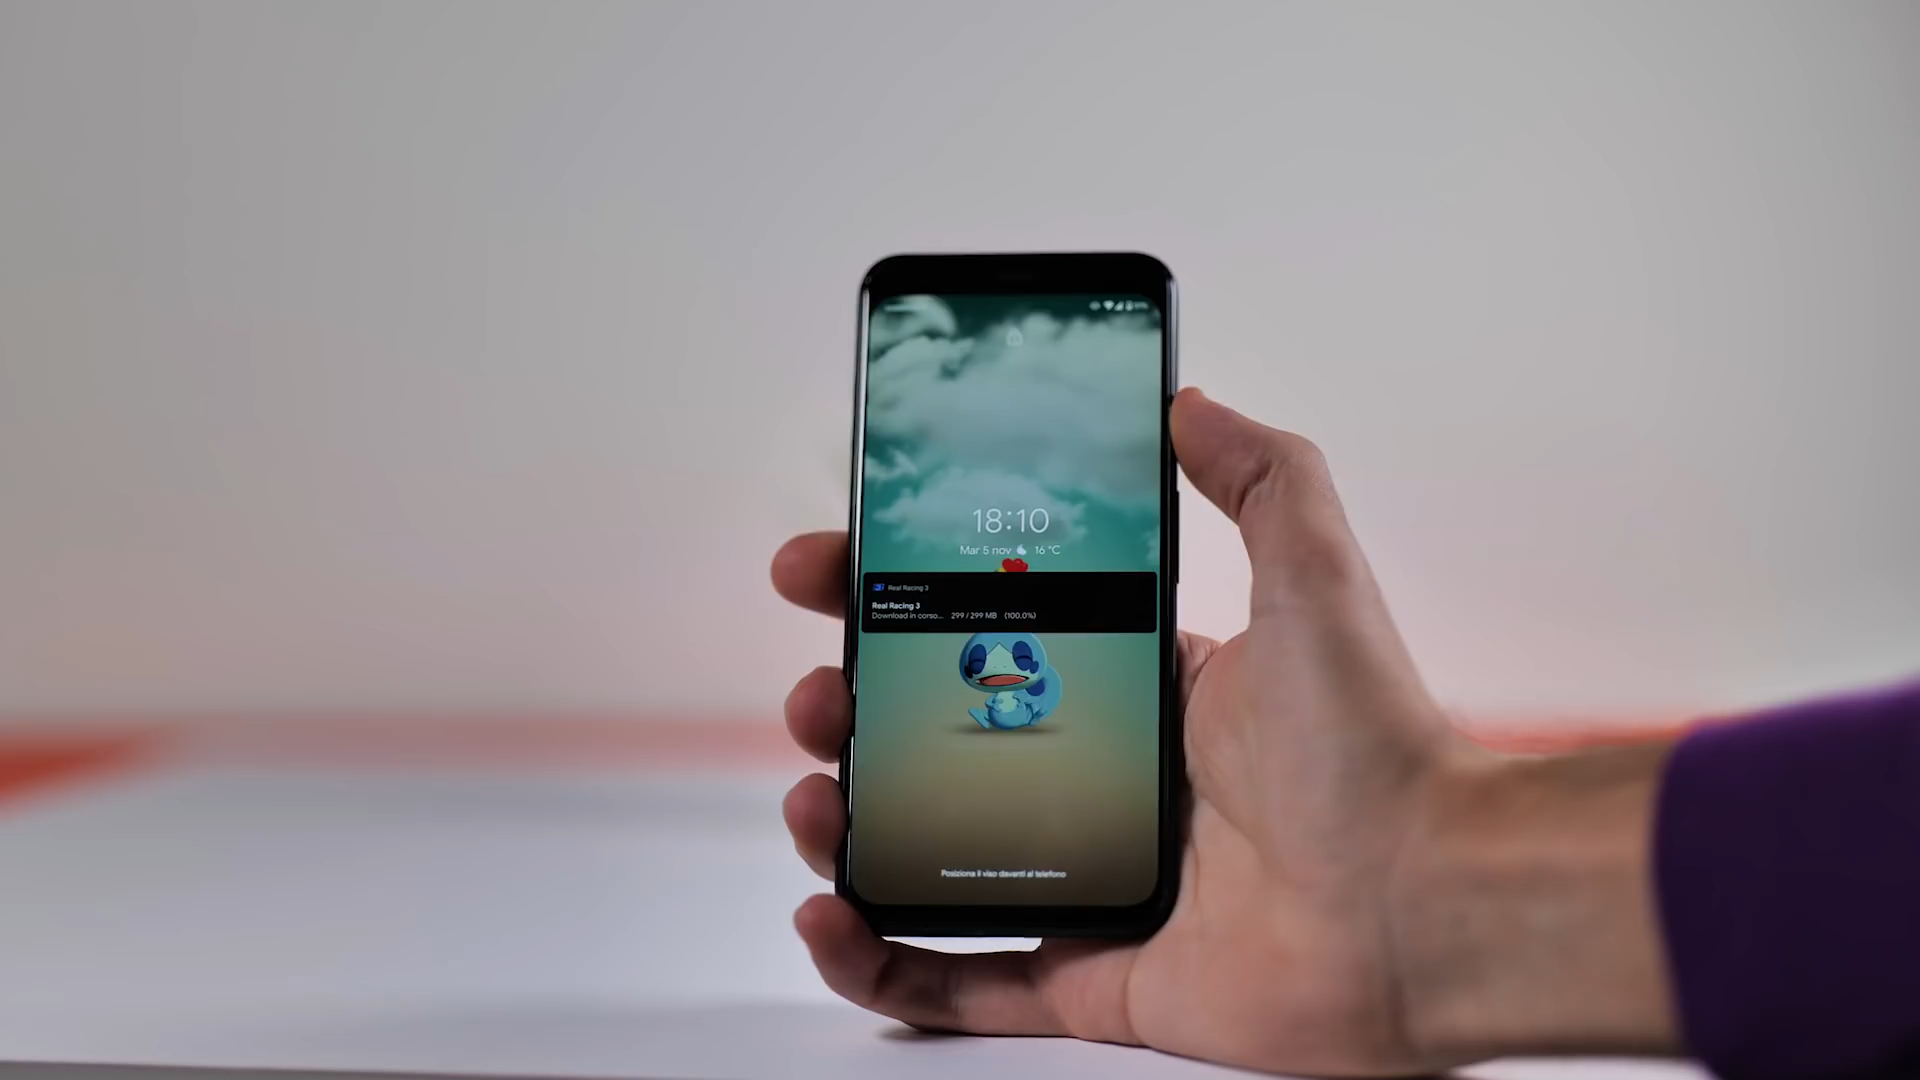 18:10
Mar 5 nov 16 °C
Real Racing 3
Real Racing 3
Download in corso... 299 / 299 MB (100.0%)
Posiziona il viso davanti al telefono